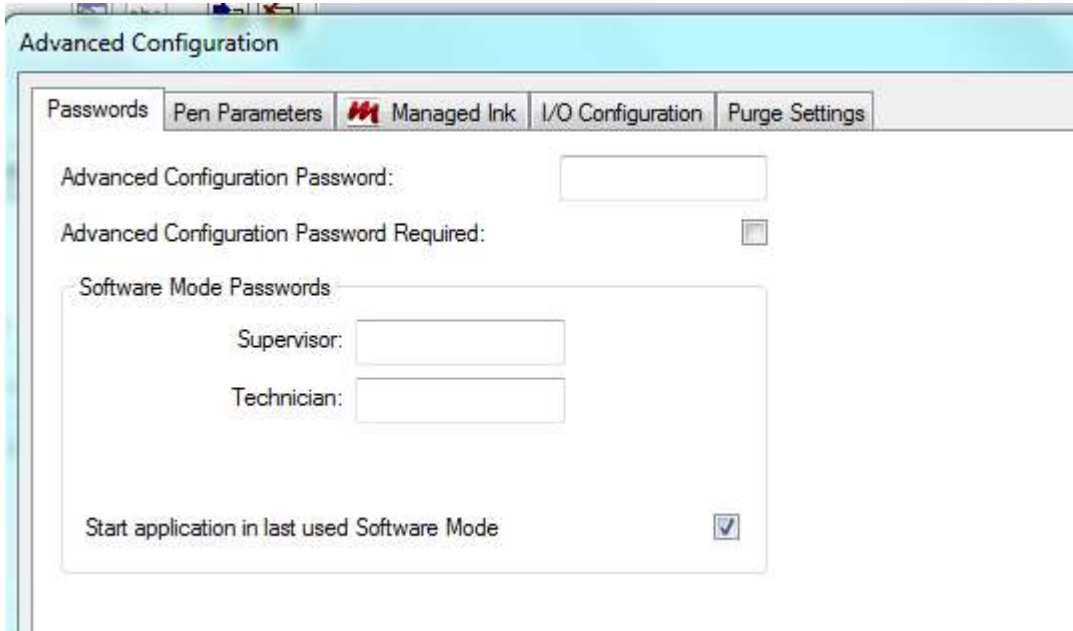 Advanced Configuration
Passwords Pen Parameters Managed Ink I/O Configuration Purge Settings
Advanced Configuration Password:
Advanced Configuration Password Required:
Software Mode Passwords
Supervisor:
Technician:
Start application in last used Software Mode